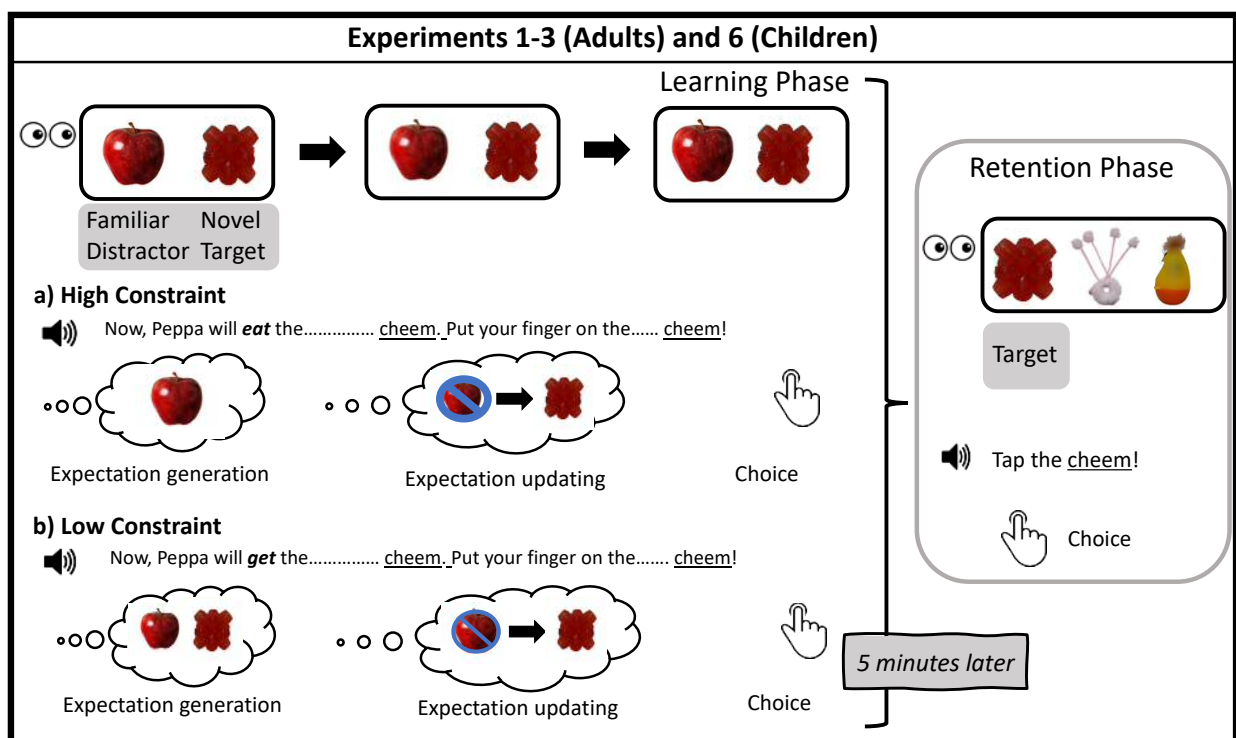 Experiments 1-3 (Adults) and 6 (Children)
Learning Phase
Familiar Distractor
Novel Target
a) High Constraint
Now, Peppa will eat the.............. cheem. Put your finger on the...... cheem!
Expectation generation
Expectation updating
Choice
b) Low Constraint
Now, Peppa will get the............... cheem. Put your finger on the....... cheem!
Expectation generation
Expectation updating
Choice
5 minutes later
Retention Phase
Target
Tap the cheem!
Choice